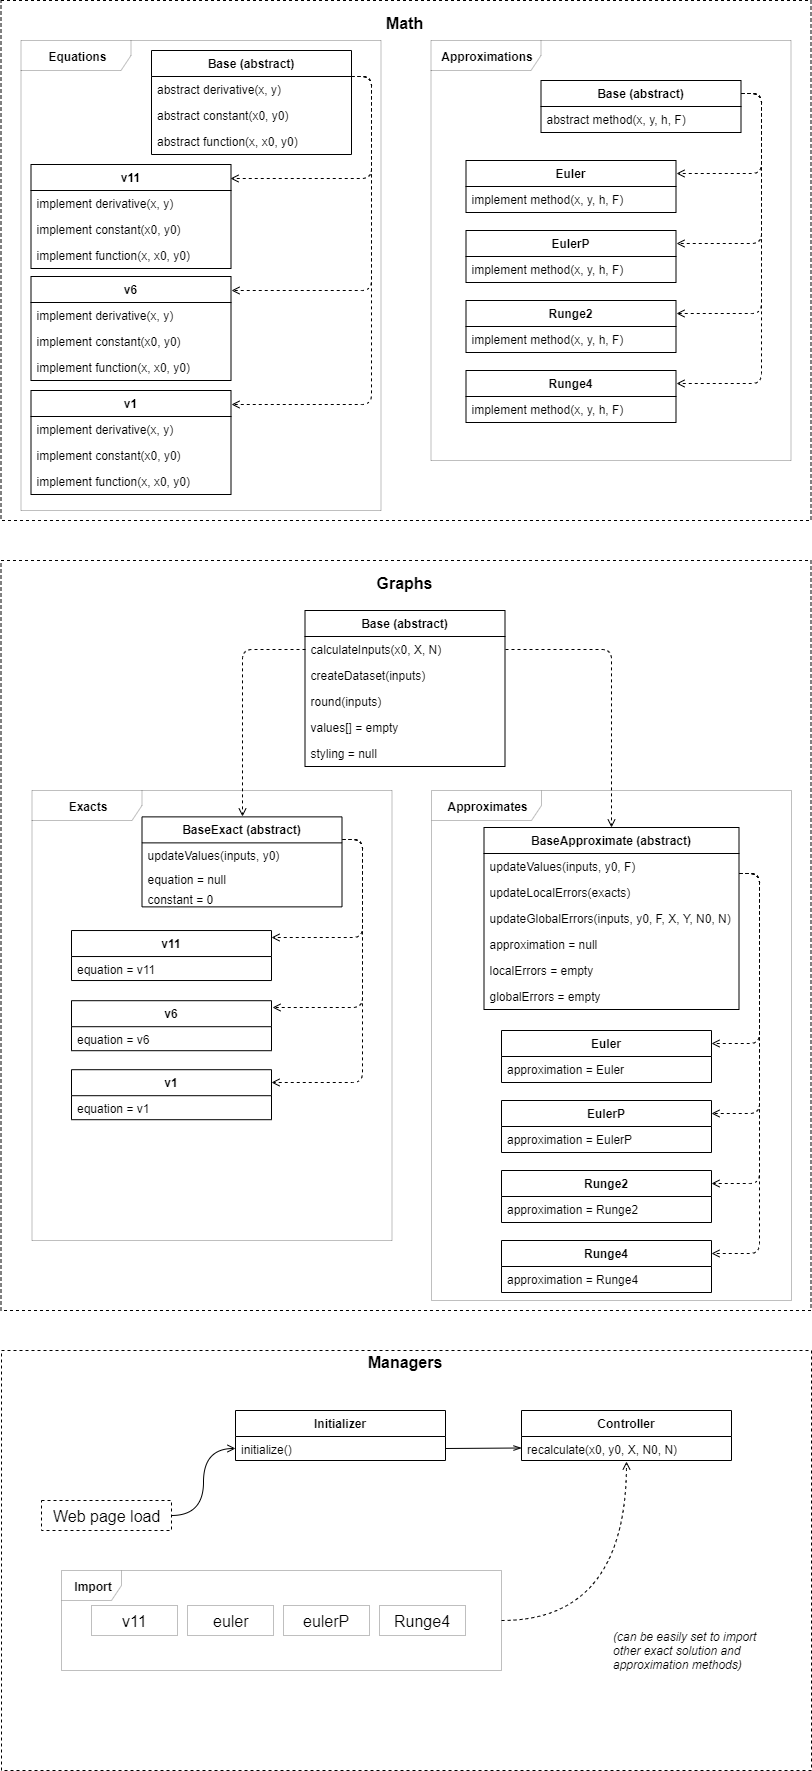 Math
Equations
Base (abstract)
abstract derivative(x, y)
abstract constant(x0, y0)
abstract function(x, x0, y0)
v11
implement derivative(x, y)
implement constant(x0, y0)
implement function(x, x0, y0)
v6
implement derivative(x, y)
implement constant(x0, y0)
implement function(x, x0, y0)
v1
implement derivative(x, y)
implement constant(x0, y0)
implement function(x, x0, y0)
Approximations
Base (abstract)
abstract method(x, y, h, F)
Euler
implement method(x, y, h, F)
EulerP
implement method(x, y, h, F)
Runge2
implement method(x, y, h, F)
Runge4
implement method(x, y, h, F)
Graphs
Base (abstract)
calculateInputs(x0, X, N)
createDataset(inputs)
round(inputs)
values[] = empty
styling = null
Exacts
BaseExact (abstract)
updateValues(inputs, y0)
equation = null
constant = 0
v11
equation = v11
v6
equation = v6
v1
equation = v1
Approximates
BaseApproximate (abstract)
updateValues(inputs, y0, F)
updateLocalErrors(exacts)
updateGlobalErrors(inputs, y0, F, X, Y, N0, N)
approximation = null
localErrors = empty
globalErrors = empty
Euler
approximation = Euler
EulerP
approximation = EulerP
Runge2
approximation = Runge2
Runge4
approximation = Runge4
Managers
Initializer
initialize()
Controller
recalculate(x0, y0, X, N0, N)
Web page load
Import
v11
euler
eulerP
Runge4
(can be easily set to import
other exact solution and
approximation methods)